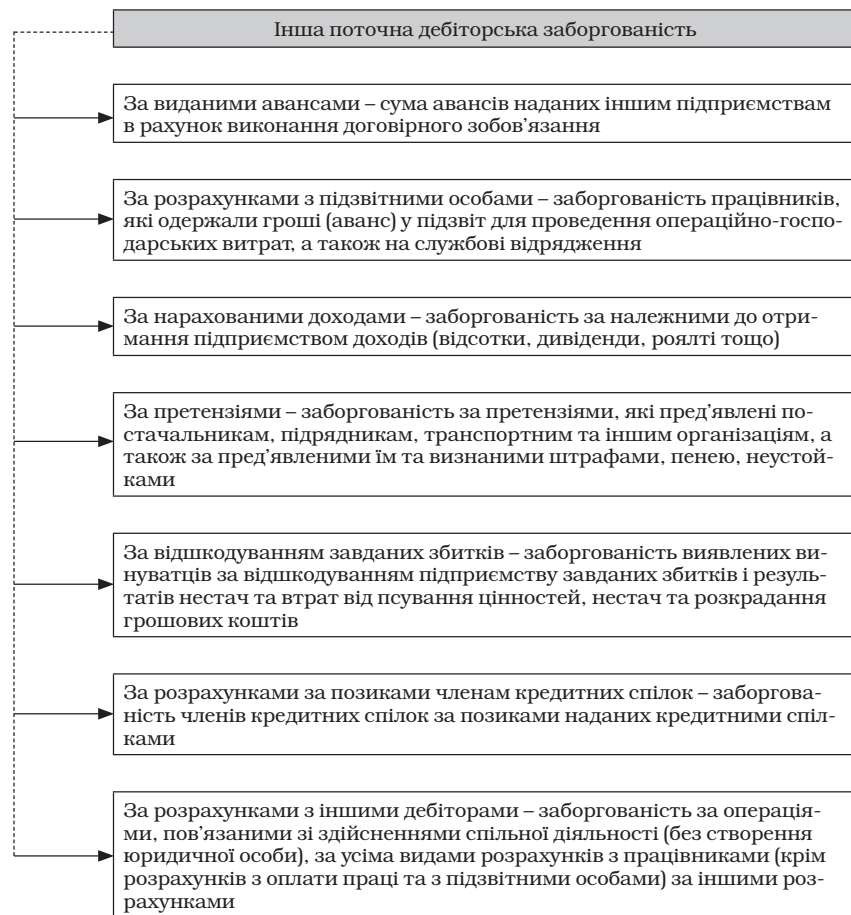 Інша поточна дебіторська заборгованість
За виданими авансами – сума авансів наданих іншим підприємствам
в рахунок виконання договірного зобов’язання
За розрахунками з підзвітними особами – заборгованість працівників,
які одержали гроші (аванс) у підзвіт для проведення операційно-госпо-
дарських витрат, а також на службові відрядження
За нарахованими доходами – заборгованість за належними до отри-
мання підприємством доходів (відсотки, дивіденди, роялті тощо)
За претензіями – заборгованість за претензіями, які пред’явлені по-
стачальникам, підрядникам, транспортним та іншим організаціям, а
також за пред’явленими їм та визнаними штрафами, пенею, неустой-
ками
За відшкодуванням завданих збитків – заборгованість виявлених ви-
нуватців за відшкодуванням підприємству завданих збитків і резуль-
татів нестач та втрат від псування цінностей, нестач та розкрадання
грошових коштів
За розрахунками за позиками членам кредитних спілок – заборгова-
ність членів кредитних спілок за позиками наданих кредитними спіл-
ками
За розрахунками з іншими дебіторами – заборгованість за операція-
ми, пов’язаними зі здійсненнями спільної діяльності (без створення
юридичної особи), за усіма видами розрахунків з працівниками (крім
розрахунків з оплати праці та з підзвітними особами) за іншими роз-
рахунками